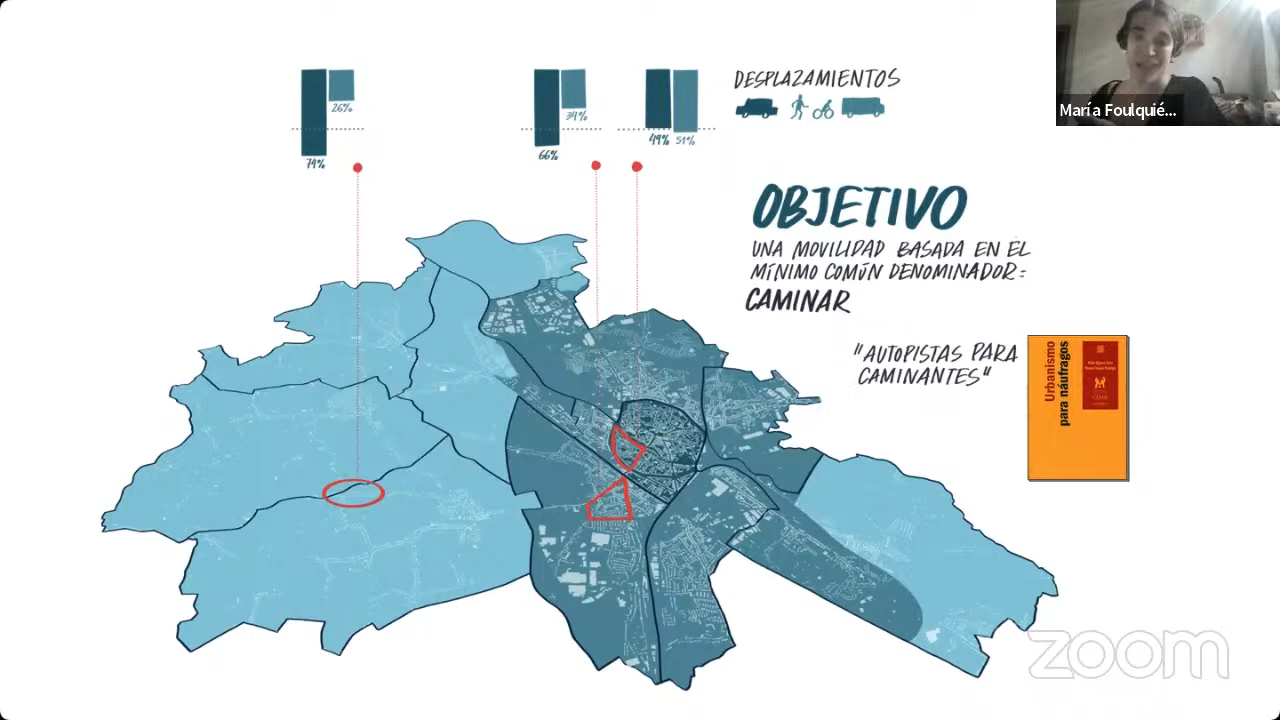 DESPLAZAMIENTOS
26%
74%
34%
66%
49% 51%
OBJETIVO
UNA MOVILIDAD BASADA EN EL
MÍNIMO COMÚN DENOMINADOR:
CAMINAR
"AUTOPISTAS PARA
CAMINANTES"
Urbanismo
para náufragos
María Foulquié...
zoom